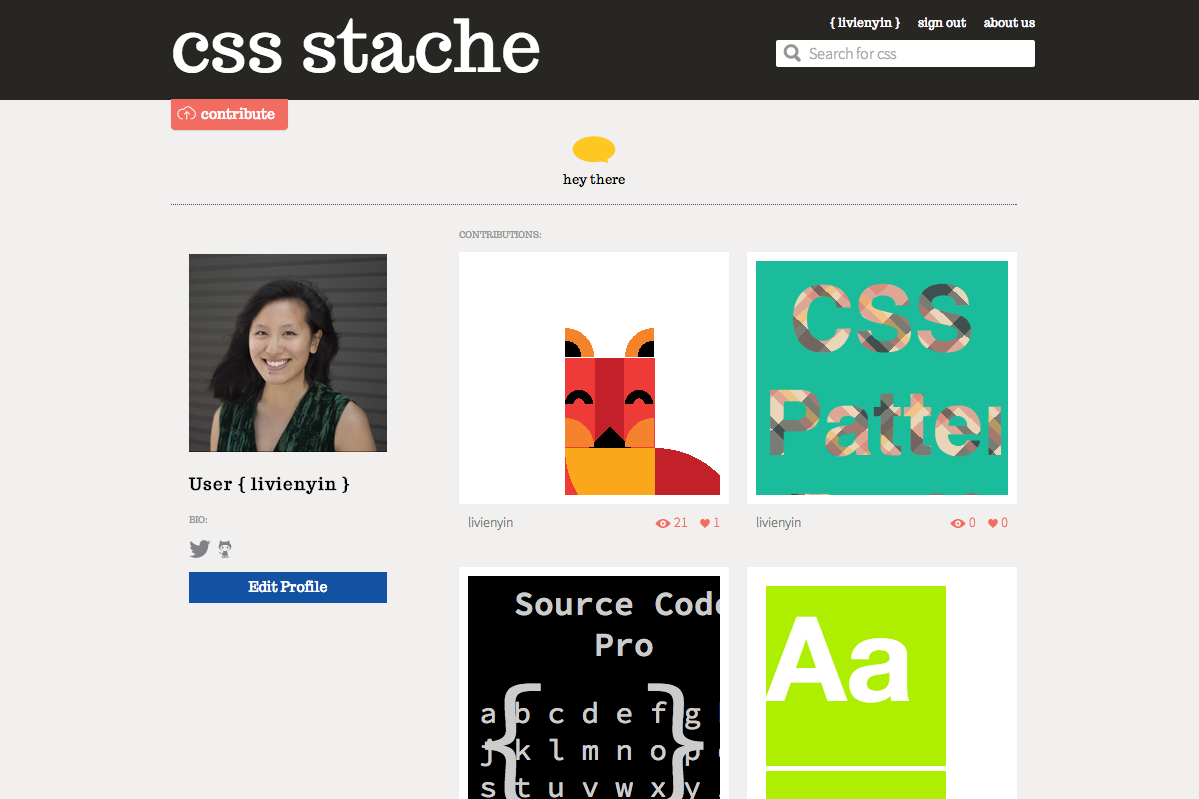 css stache
{ livienyin } sign out about us
Search for css
contribute
hey there
CONTRIBUTIONS:
CSS
Patter
User { livienyin }
BIO:
Edit Profile
livienyin 21 1
livienyin 0 0
Source Code
Pro
{ }
a b c d e f g
j k l m n o p
s t u v w x y
Aa